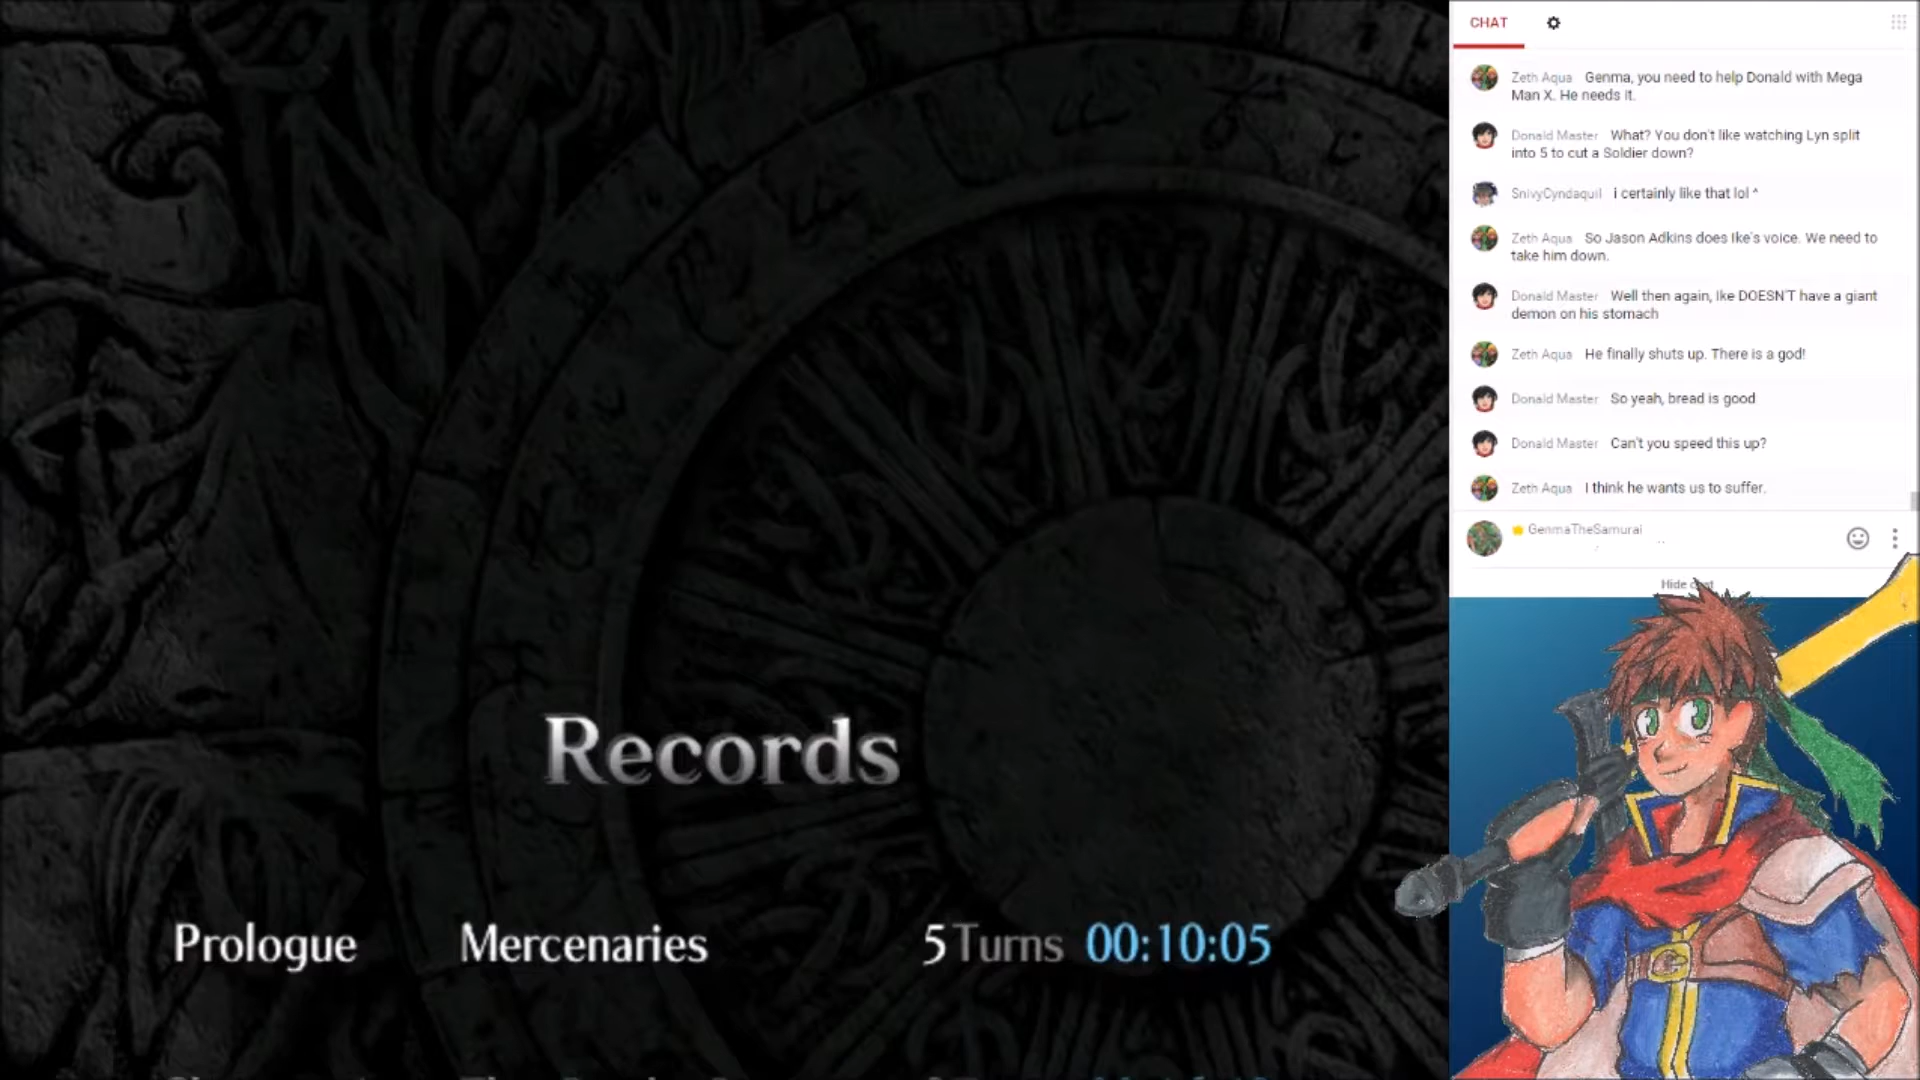 CHAT
Zeth Aqua Genma, you need to help Donald with Mega
Man X. He needs it.
Donald Master What? You don't like watching Lyn split
into 5 to cut a Soldier down?
SnivyCyndaquil i certainly like that lol ^
Zeth Aqua So Jason Adkins does Ike's voice. We need to
take him down.
Donald Master Well then again, Ike DOESN'T have a giant
demon on his stomach
Zeth Aqua He finally shuts up. There is a god!
Donald Master So yeah, bread is good
Donald Master Can't you speed this up?
Zeth Aqua I think he wants us to suffer.
GenmaTheSamurai
Hide
Records
Prologue Mercenaries 5 Turns 00:10:05